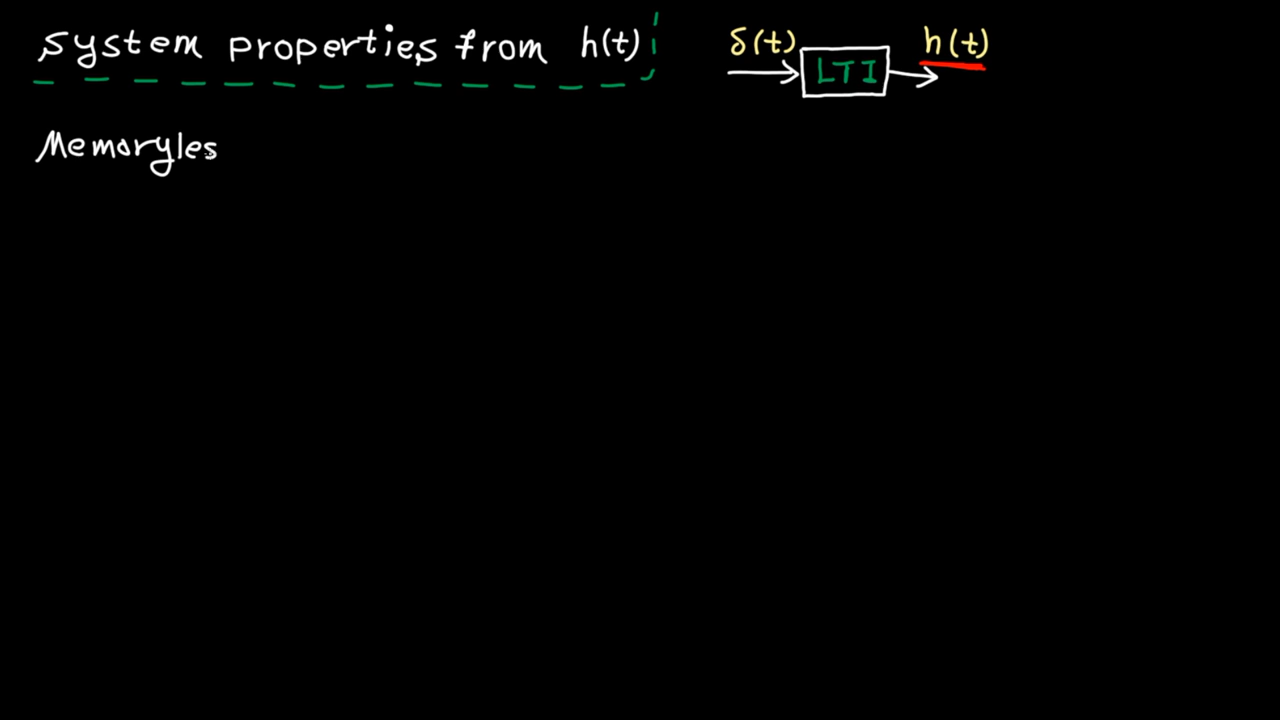 system properties from h(t)
δ(t) LTI h(t)
Memoryles